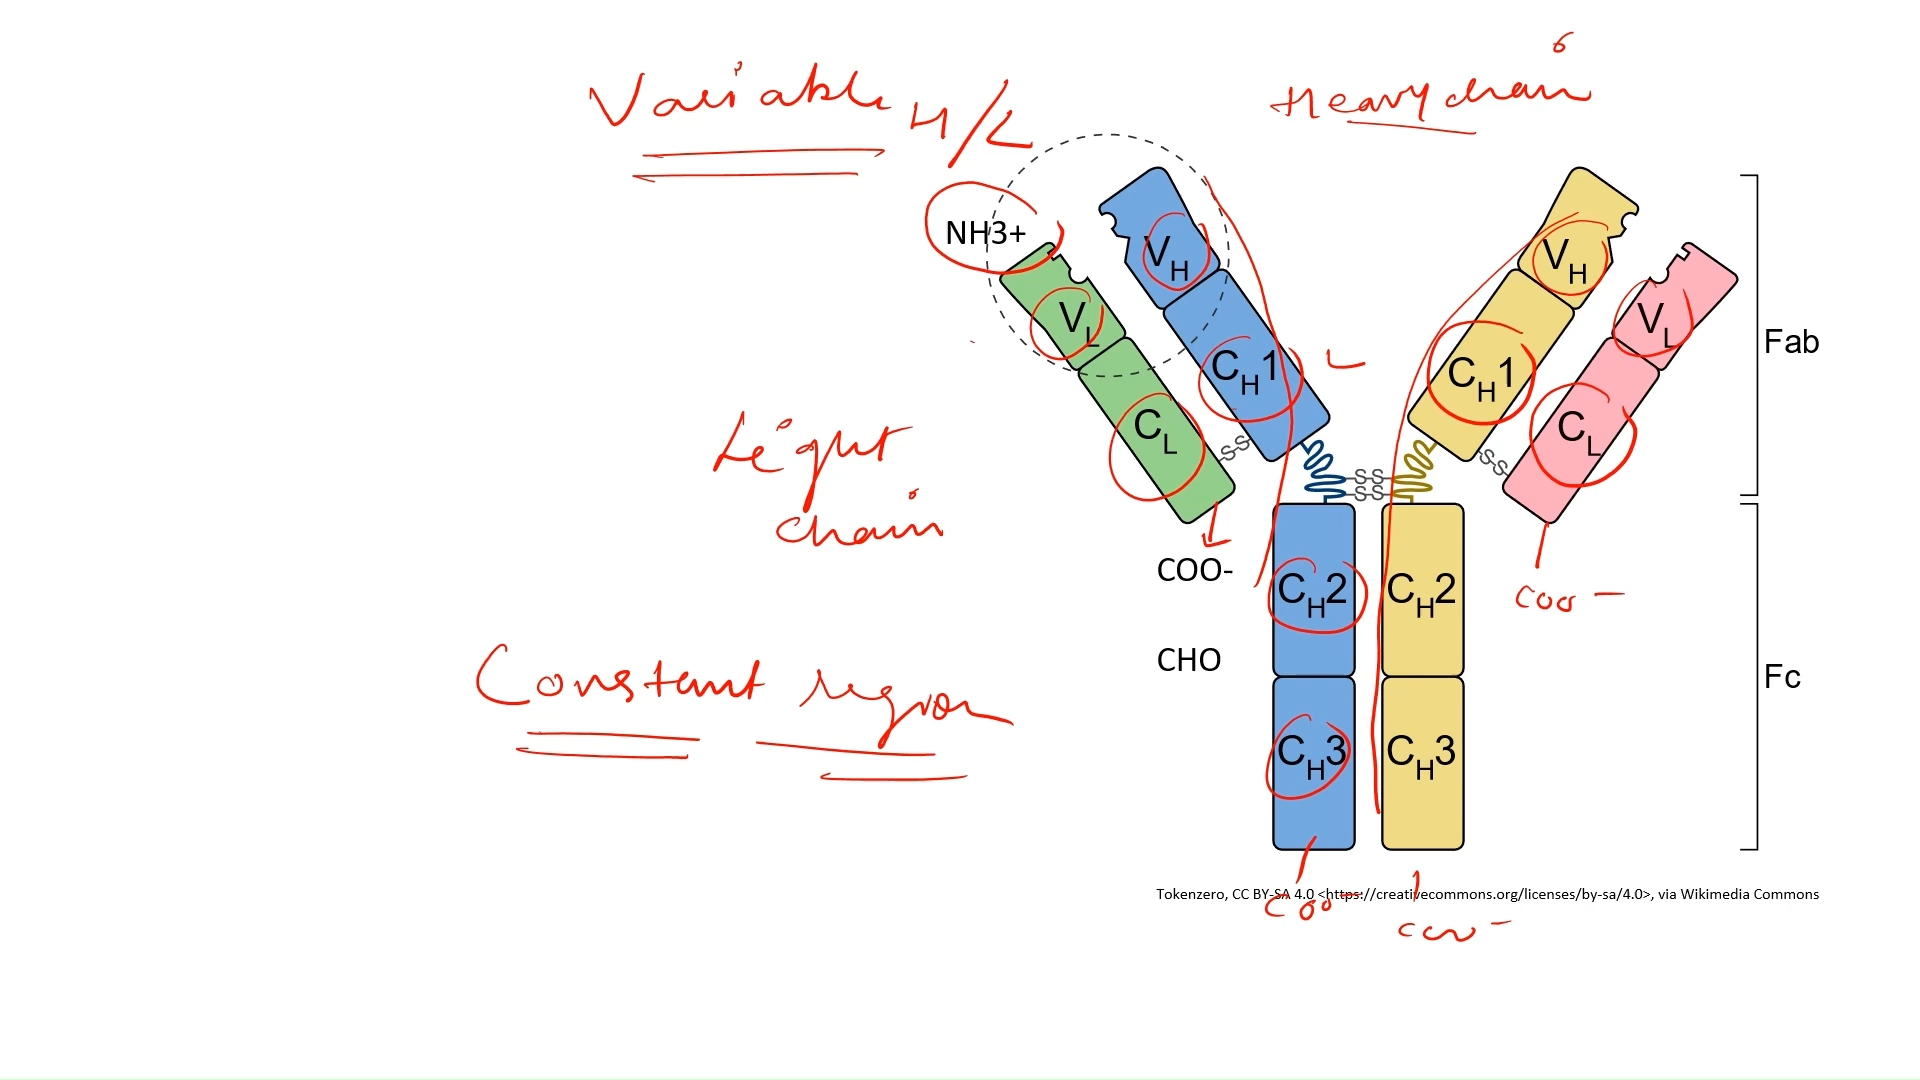 Variable H/L
Heavy chain
NH3+
VH
VH
VL
VL
CH1
CH1
Fab
CL
CL
Light
chain
S-S
S-S
S-S
S-S
COO-
CH2
CH2
COO-
CHO
Constant region
Fc
CH3
CH3
Tokenzero, CC BY-SA 4.0 <https://creativecommons.org/licenses/by-sa/4.0>, via Wikimedia Commons
COO-
COO-